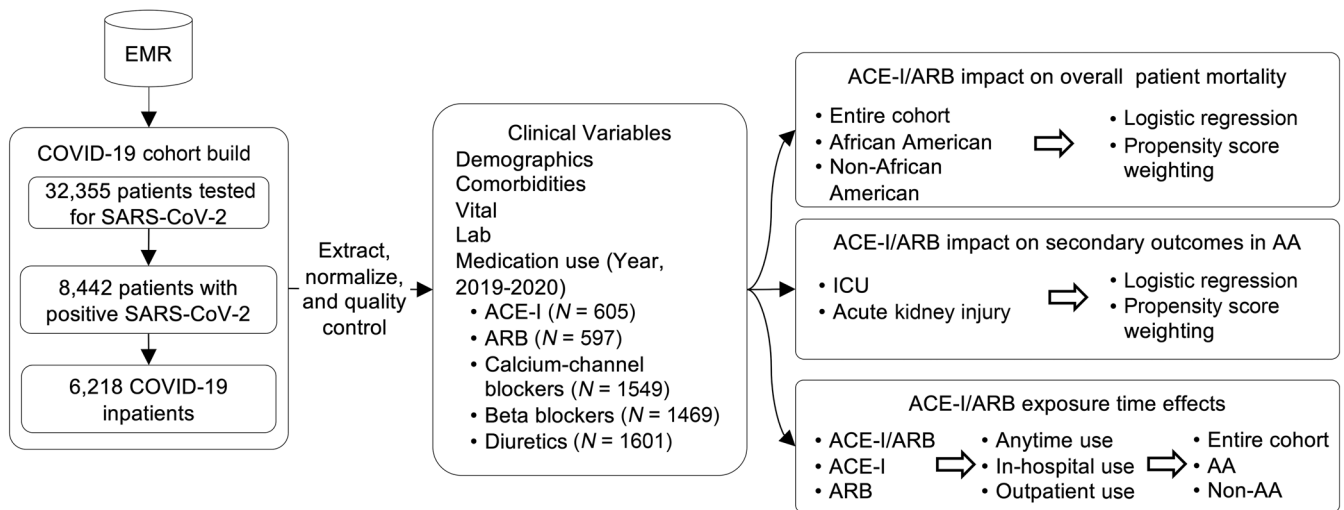 EMR
COVID-19 cohort build
32,355 patients tested
for SARS-CoV-2
8,442 patients with
positive SARS-CoV-2
6,218 COVID-19
inpatients
Extract,
normalize,
and quality
control
Clinical Variables
Demographics
Comorbidities
Vital
Lab
Medication use (Year,
2019-2020)
• ACE-I (N = 605)
• ARB (N = 597)
• Calcium-channel
blockers (N = 1549)
• Beta blockers (N = 1469)
• Diuretics (N = 1601)
ACE-I/ARB impact on overall patient mortality
• Entire cohort
• African American
• Non-African
American
• Logistic regression
• Propensity score
weighting
ACE-I/ARB impact on secondary outcomes in AA
• ICU
• Acute kidney injury
• Logistic regression
• Propensity score
weighting
ACE-I/ARB exposure time effects
• ACE-I/ARB
• ACE-I
• ARB
• Anytime use
• In-hospital use
• Outpatient use
• Entire cohort
• AA
• Non-AA